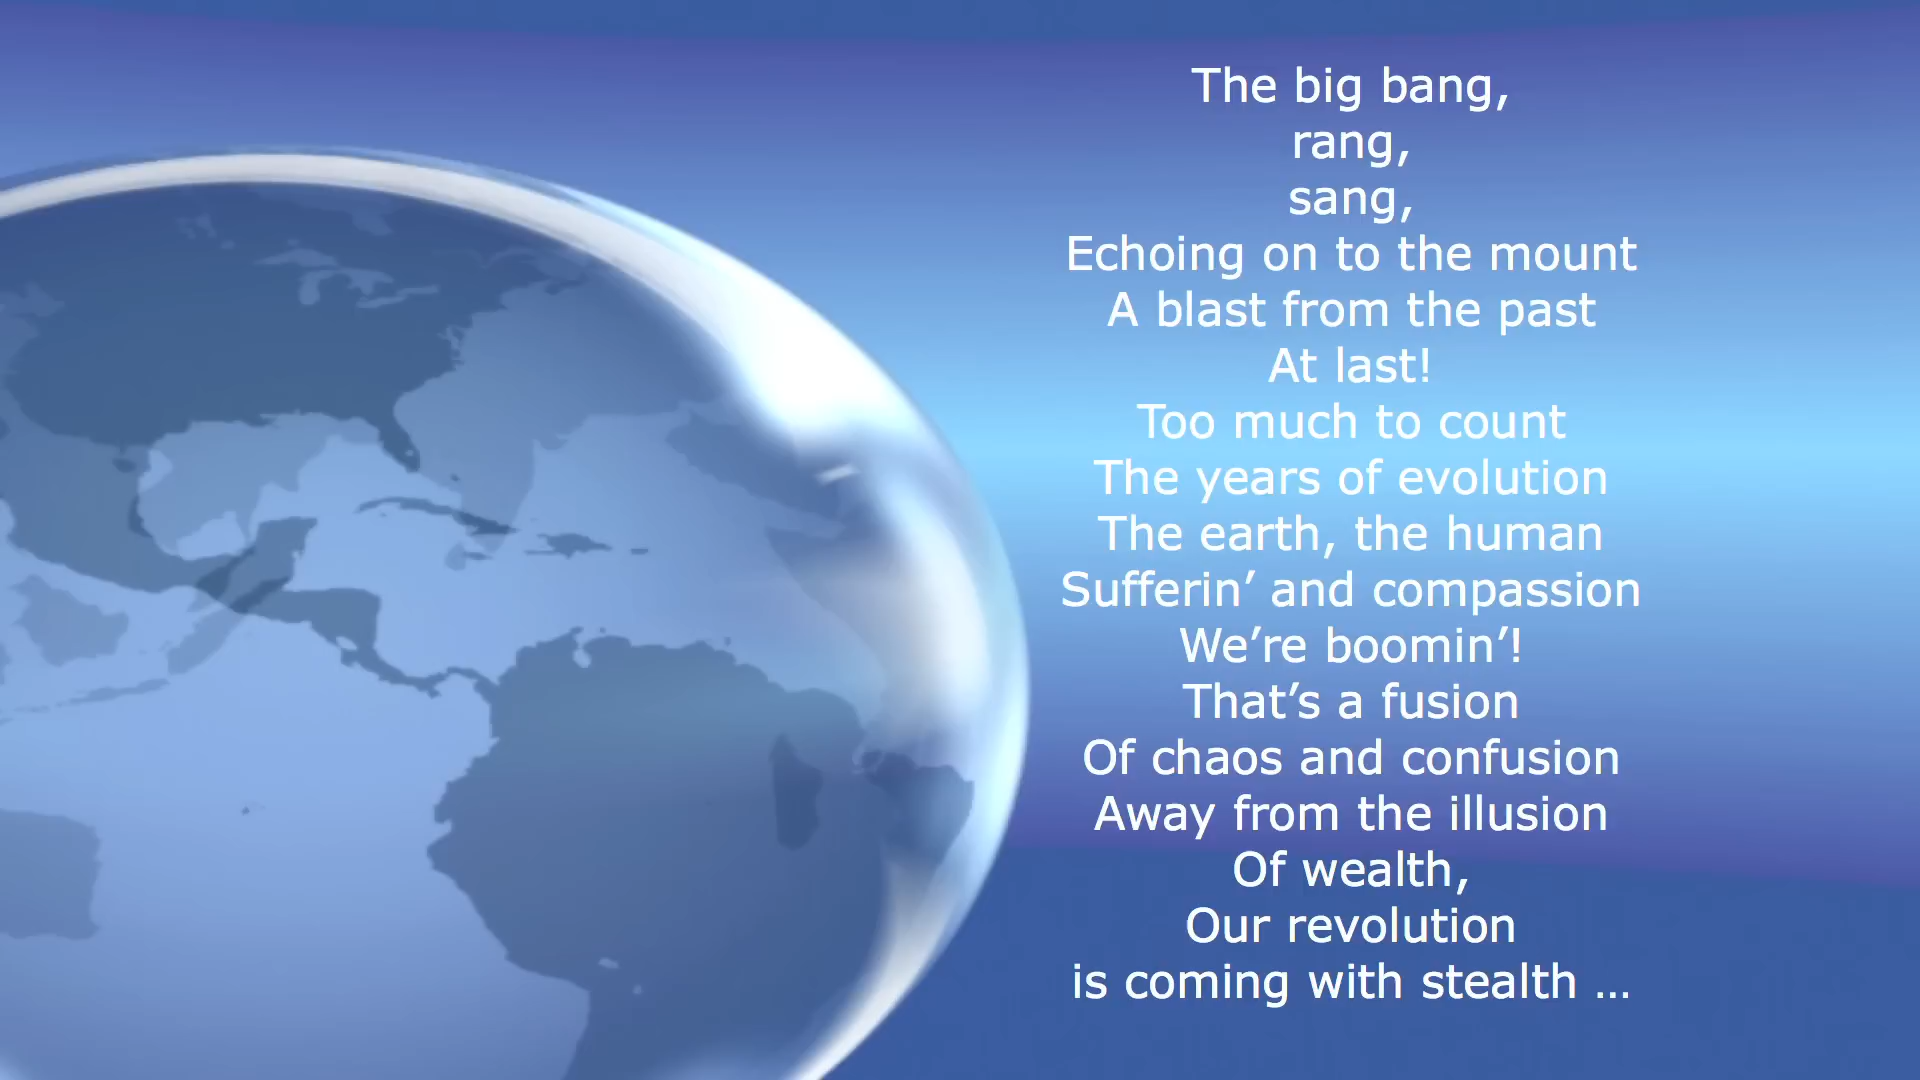 The big bang,
rang,
sang,
Echoing on to the mount
A blast from the past
At last!
Too much to count
The years of evolution
The earth, the human
Sufferin’ and compassion
We’re boomin’!
That’s a fusion
Of chaos and confusion
Away from the illusion
Of wealth,
Our revolution
is coming with stealth ...